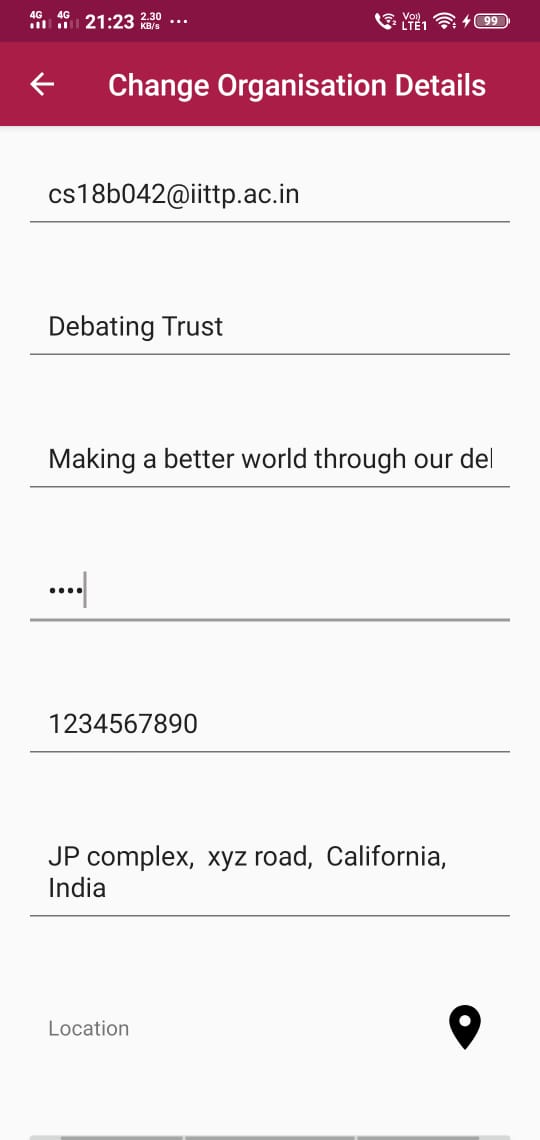 4G 4G 21:23 2.30 KB/s ... Vo)) LTE1 99
Change Organisation Details
cs18b042@iittp.ac.in
Debating Trust
Making a better world through our del
••••
1234567890
JP complex,  xyz road,  California,
India
Location